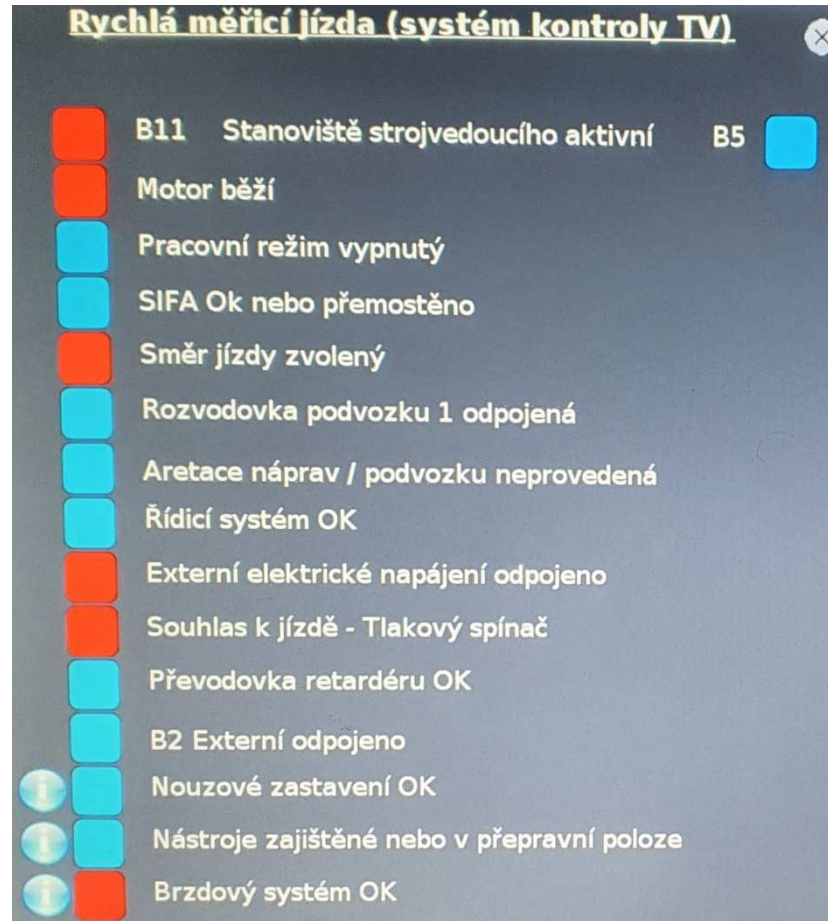 Rychlá měřicí jízda (systém kontroly TV)
B11 Stanoviště strojvedoucího aktivní B5
Motor běží
Pracovní režim vypnutý
SIFA Ok nebo přemostěno
Směr jízdy zvolený
Rozvodovka podvozku 1 odpojená
Aretace náprav / podvozku neprovedená
Řídicí systém OK
Externí elektrické napájení odpojeno
Souhlas k jízdě - Tlakový spínač
Převodovka retardéru OK
B2 Externí odpojeno
Nouzové zastavení OK
Nástroje zajištěné nebo v přepravní poloze
Brzdový systém OK